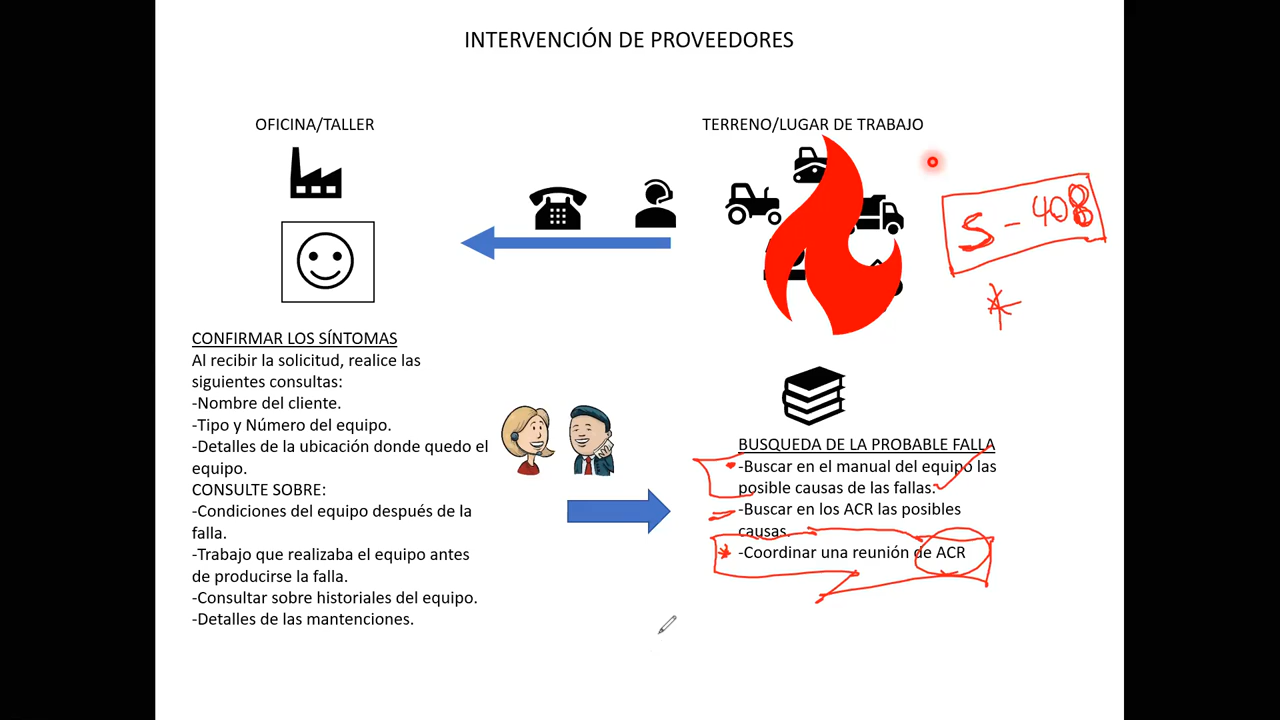 INTERVENCIÓN DE PROVEEDORES
OFICINA/TALLER
TERRENO/LUGAR DE TRABAJO
S-408
CONFIRMAR LOS SÍNTOMAS
Al recibir la solicitud, realice las
siguientes consultas:
-Nombre del cliente.
-Tipo y Número del equipo.
-Detalles de la ubicación donde quedo el
equipo.
CONSULTE SOBRE:
-Condiciones del equipo después de la
falla.
-Trabajo que realizaba el equipo antes
de producirse la falla.
-Consultar sobre historiales del equipo.
-Detalles de las mantenciones.
BUSQUEDA DE LA PROBABLE FALLA
-Buscar en el manual del equipo las
posible causas de las fallas.
-Buscar en los ACR las posibles
causas.
-Coordinar una reunión de ACR